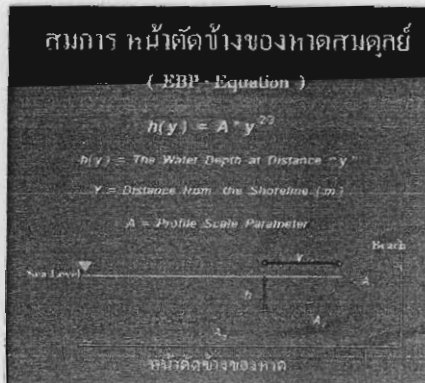 สมการ หน้าตัดข้างของหาดสมดุลย์
( EBP - Equation )
h(y) = A * y 2/3
h(y) = The Water Depth at Distance "y"
Y = Distance from the Shoreline (m)
A = Profile Scale Parameter
Beach
y
Sea Level
A
h
หน้าตัดข้างของหาด